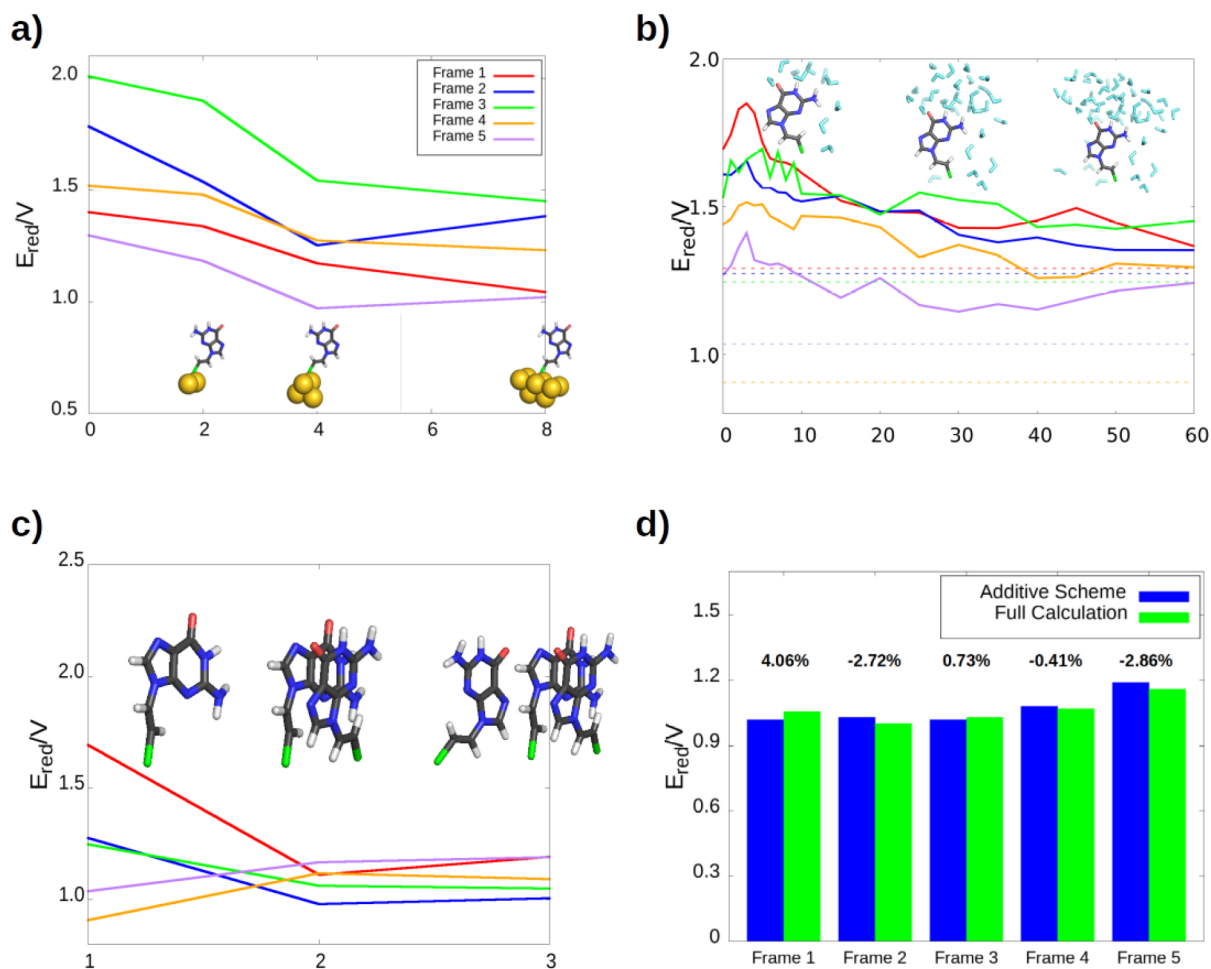 a)
E_red/V
2.0
1.5
1.0
0.5
0 2 4 6 8
Frame 1
Frame 2
Frame 3
Frame 4
Frame 5
b)
E_red/V
2.0
1.5
1.0
0 10 20 30 40 50 60
c)
E_red/V
2.5
2.0
1.5
1.0
1 2 3
d)
E_red/V
1.5
1.2
0.9
0.6
0.3
0
Additive Scheme
Full Calculation
4.06% -2.72% 0.73% -0.41% -2.86%
Frame 1 Frame 2 Frame 3 Frame 4 Frame 5